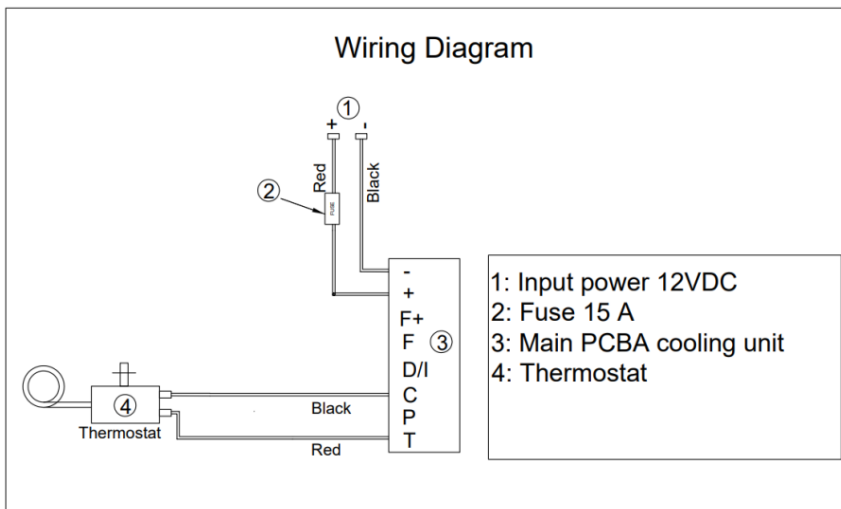 Wiring Diagram
1
+ -
Red
Black
2
FUSE
-
+
F+
F
3
D/I
C
P
T
Black
Red
4
Thermostat
1: Input power 12VDC
2: Fuse 15 A
3: Main PCBA cooling unit
4: Thermostat